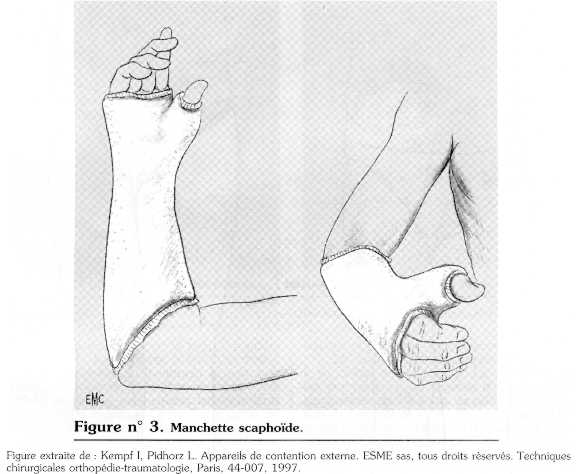 EMC
Figure n° 3. Manchette scaphoïde.
Figure extraite de : Kempf I, Pidhorz L. Appareils de contention externe. ESME sas, tous droits réservés. Techniques
chirurgicales orthopédie-traumatologie, Paris, 44-007, 1997.